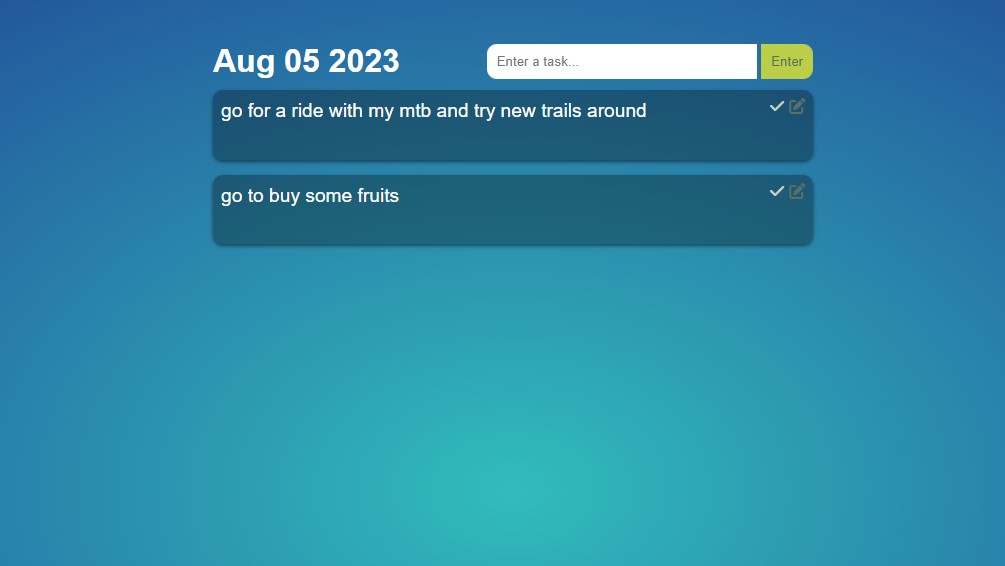 Aug 05 2023
Enter a task...
Enter
go for a ride with my mtb and try new trails around
go to buy some fruits